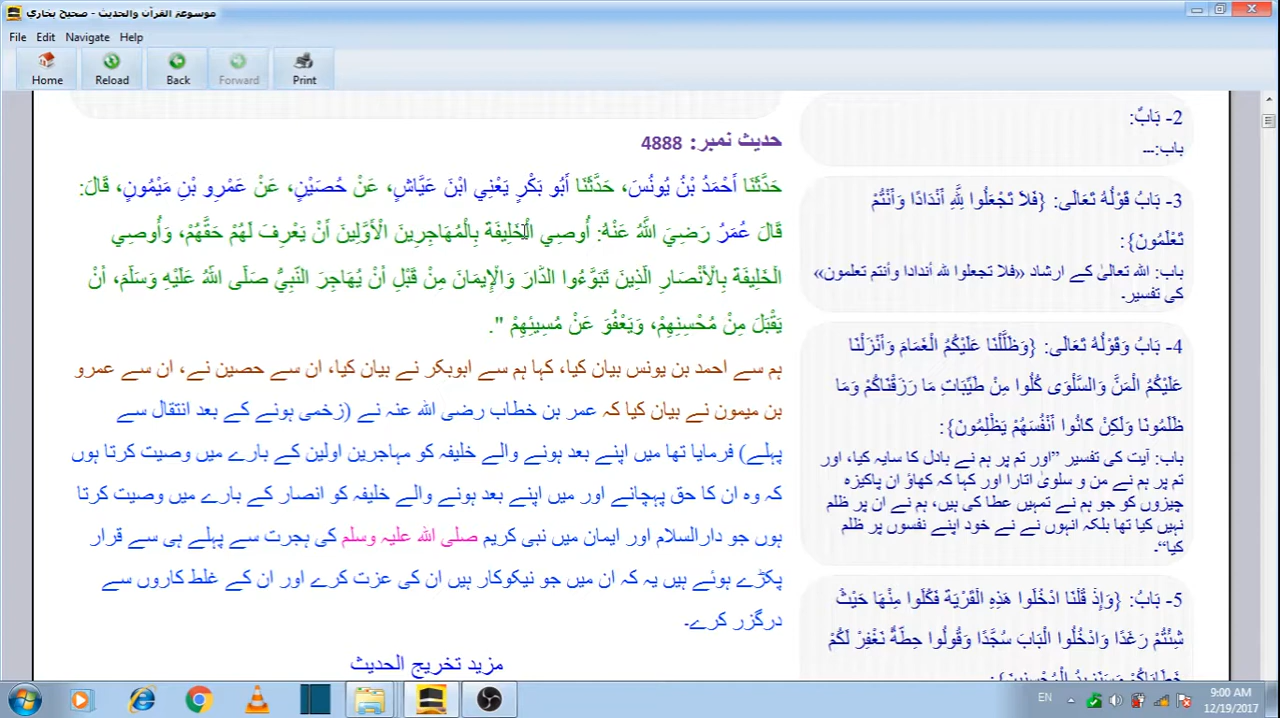 موسوعۃ القرآن والحدیث - صحیح بخاری
File Edit Navigate Help
Home Reload Back Forward Print
حدیث نمبر: 4888
حَدَّثَنَا أَحْمَدُ بْنُ يُونُسَ، حَدَّثَنَا أَبُو بَكْرٍ يَعْنِي ابْنَ عَيَّاشٍ، عَنْ حُصَيْنٍ، عَنْ عَمْرِو بْنِ مَيْمُونٍ، قَالَ:
قَالَ عُمَرُ رَضِيَ اللَّهُ عَنْهُ: أُوصِي الْخَلِيفَةَ بِالْمُهَاجِرِينَ الْأَوَّلِينَ أَنْ يَعْرِفَ لَهُمْ حَقَّهُمْ، وَأُوصِي
الْخَلِيفَةَ بِالْأَنْصَارِ الَّذِينَ تَبَوَّءُوا الدَّارَ وَالْإِيمَانَ مِنْ قَبْلِ أَنْ يُهَاجِرَ النَّبِيُّ صَلَّى اللَّهُ عَلَيْهِ وَسَلَّمَ، أَنْ
يَقْبَلَ مِنْ مُحْسِنِهِمْ، وَيَعْفُوَ عَنْ مُسِيئِهِمْ ".
ہم سے احمد بن یونس بیان کیا، کہا ہم سے ابوبکر نے بیان کیا، ان سے حصین نے، ان سے عمرو
بن میمون نے بیان کیا کہ عمر بن خطاب رضی اللہ عنہ نے (زخمی ہونے کے بعد انتقال سے
پہلے) فرمایا تھا میں اپنے بعد ہونے والے خلیفہ کو مہاجرین اولین کے بارے میں وصیت کرتا ہوں
کہ وہ ان کا حق پہچانے اور میں اپنے بعد ہونے والے خلیفہ کو انصار کے بارے میں وصیت کرتا
ہوں جو دارالسلام اور ایمان میں نبی کریم صلی اللہ علیہ وسلم کی ہجرت سے پہلے ہی سے قرار
پکڑے ہوئے ہیں یہ کہ ان میں جو نیکوکار ہیں ان کی عزت کرے اور ان کے غلط کاروں سے
درگزر کرے۔
مزید تخریج الحدیث
2- بَابٌ:
باب:---
3- بَابُ قَوْلُهُ تَعَالَى: {فَلاَ تَجْعَلُوا لِلَّهِ أَنْدَادًا وَأَنْتُمْ
تَعْلَمُونَ}:
باب: اللہ تعالیٰ کے ارشاد «فلا تجعلوا لله أندادا وأنتم تعلمون»
کی تفسیر۔
4- بَابُ وَقَوْلُهُ تَعَالَى: {وَظَلَّلْنَا عَلَيْكُمُ الْغَمَامَ وَأَنْزَلْنَا
عَلَيْكُمُ الْمَنَّ وَالسَّلْوَى كُلُوا مِنْ طَيِّبَاتِ مَا رَزَقْنَاكُمْ وَمَا
ظَلَمُونَا وَلَكِنْ كَانُوا أَنْفُسَهُمْ يَظْلِمُونَ}:
باب: آیت کی تفسیر ”اور تم پر ہم نے بادل کا سایہ کیا، اور
تم پر ہم نے من و سلویٰ اتارا اور کہا کہ کھاؤ ان پاکیزہ
چیزوں کو جو ہم نے تمہیں عطا کی ہیں، ہم نے ان پر ظلم
نہیں کیا تھا بلکہ انہوں نے نے خود اپنے نفسوں پر ظلم
کیا“۔
5- بَابُ: {وَإِذْ قُلْنَا ادْخُلُوا هَذِهِ الْقَرْيَةَ فَكُلُوا مِنْهَا حَيْثُ
شِئْتُمْ رَغَدًا وَادْخُلُوا الْبَابَ سُجَّدًا وَقُولُوا حِطَّةٌ نَغْفِرْ لَكُمْ
خَطَايَاكُمْ وَسَنَزِيدُ الْمُحْسِنِينَ}:
EN
9:00 AM
12/19/2017